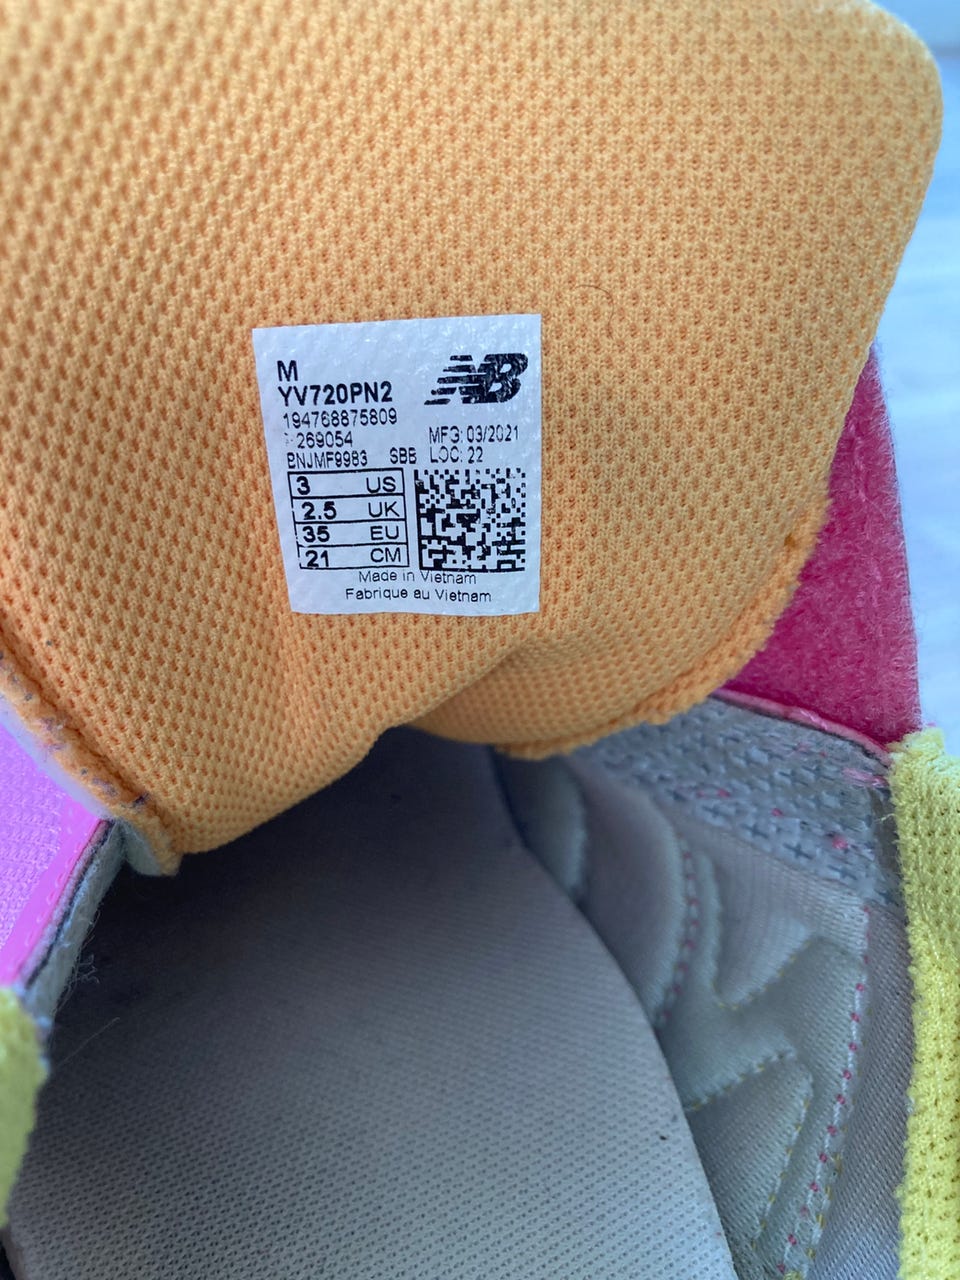 M
NB
YV720PN2
194768875809
269054
MFG: 03/2021
BNJMF9983 SBB LOC: 22
3 US
2.5 UK
35 EU
21 CM
Made in Vietnam
Fabrique au Vietnam